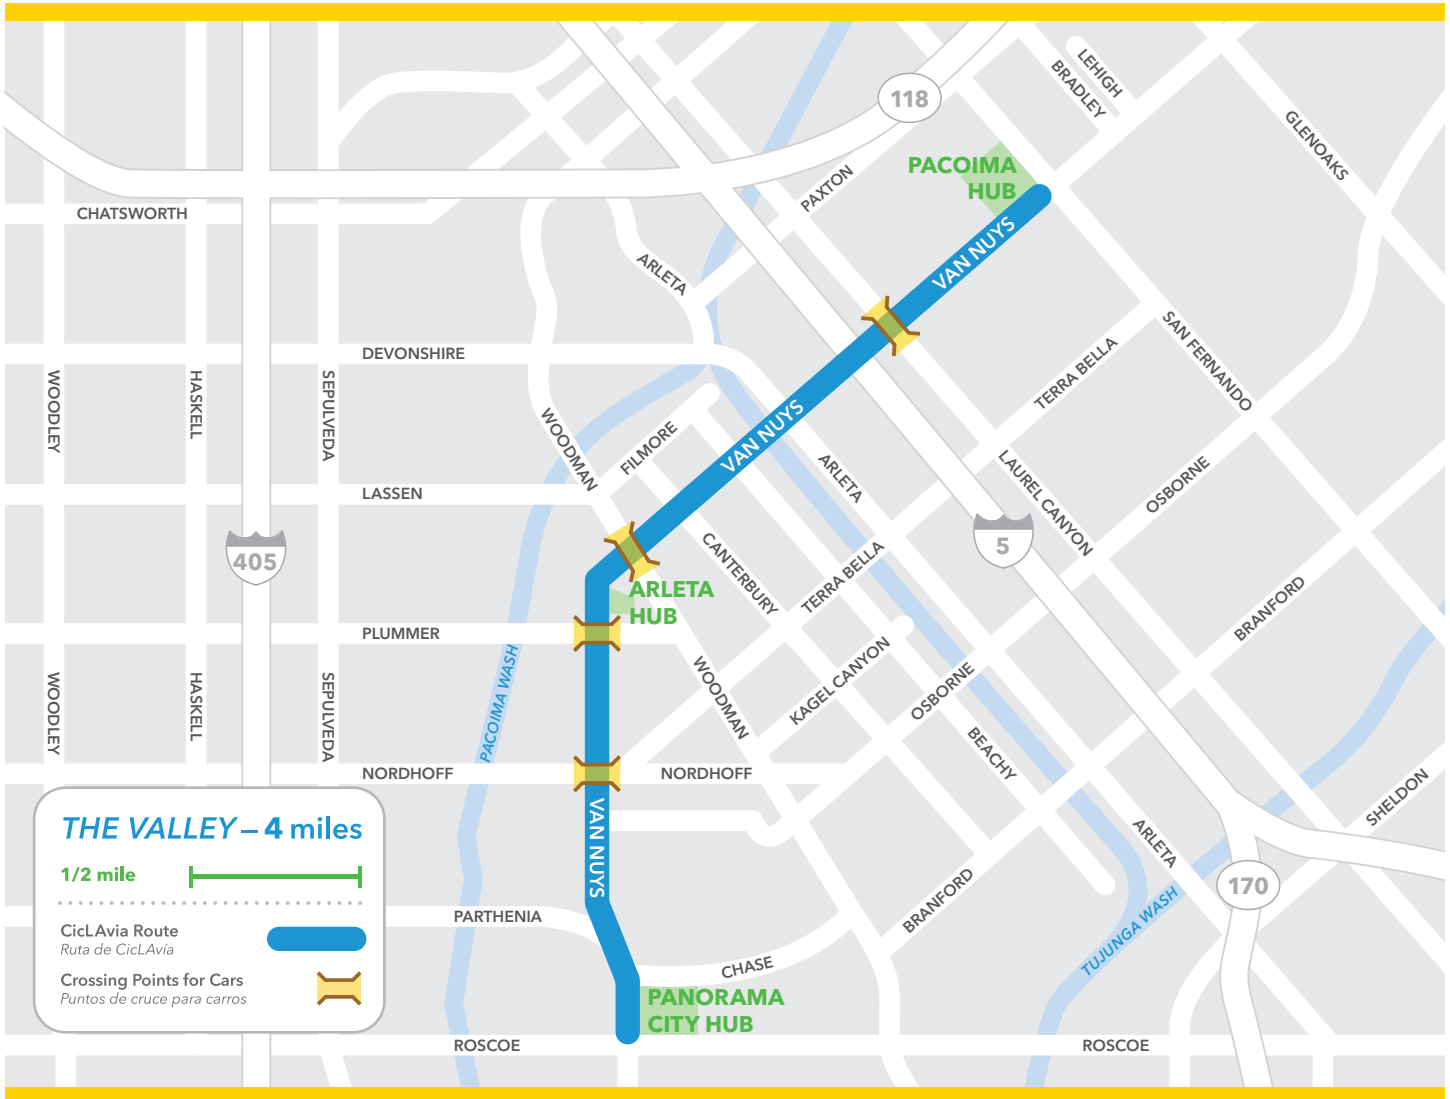 LEHIGH
BRADLEY
118
GLENOAKS
PACOIMA
HUB
PAXTON
CHATSWORTH
VAN NUYS
ARLETA
SAN FERNANDO
DEVONSHIRE
TERRA BELLA
WOODLEY
HASKELL
SEPULVEDA
VAN NUYS
WOODMAN
FILMORE
ARLETA
LAUREL CANYON
OSBORNE
LASSEN
405
5
CANTERBURY
TERRA BELLA
ARLETA
HUB
BRANFORD
PLUMMER
PACOIMA WASH
WOODMAN
KAGEL CANYON
OSBORNE
WOODLEY
HASKELL
SEPULVEDA
BEACHY
NORDHOFF
NORDHOFF
SHELDON
VAN NUYS
ARLETA
170
THE VALLEY – 4 miles
1/2 mile
CicLAvia Route
Ruta de CicLAvía
Crossing Points for Cars
Puntos de cruce para carros
PARTHENIA
BRANFORD
TUJUNGA WASH
CHASE
PANORAMA
CITY HUB
ROSCOE
ROSCOE